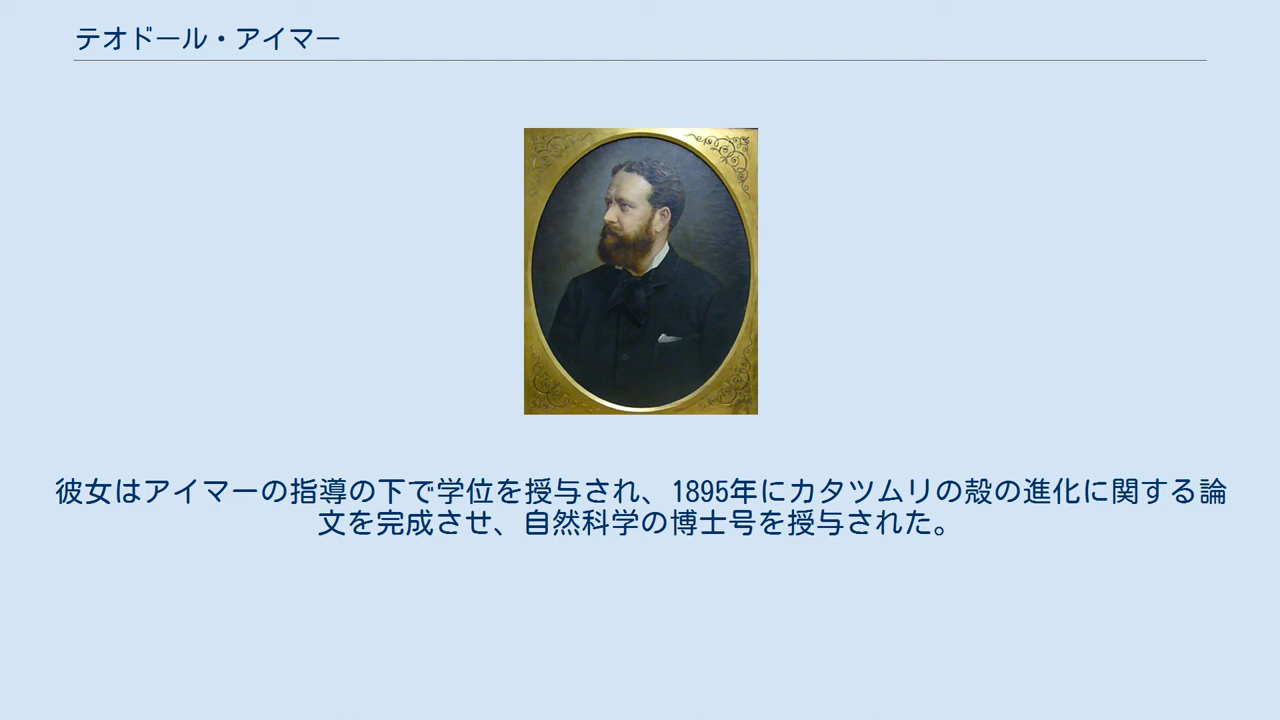 テオドール・アイマー
彼女はアイマーの指導の下で学位を授与され、1895年にカタツムリの殻の進化に関する論
文を完成させ、自然科学の博士号を授与された。